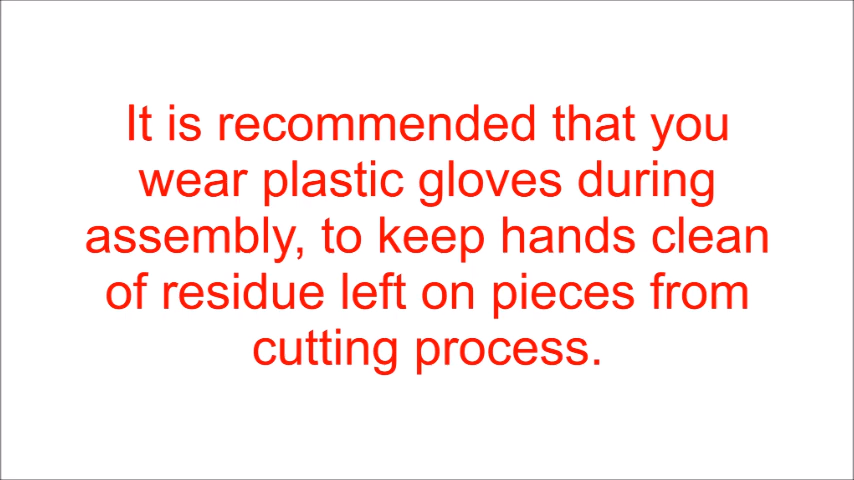 It is recommended that you
wear plastic gloves during
assembly, to keep hands clean
of residue left on pieces from
cutting process.